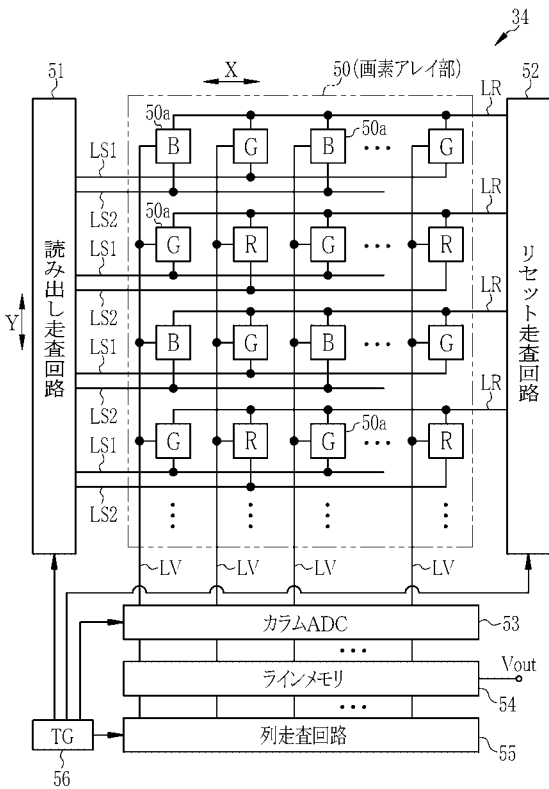 34
51
X
50(画素アレイ部)
52
LR
50a
50a
B G B … G
LS1
LS2
50a
LR
G R G … R
LS1
読み出し走査回路
リセット走査回路
Y
LS2
LR
B G B … G
LS1
LS2
LR
50a
G R G … R
LS1
LS2
LV LV LV LV
カラムADC
53
…
ラインメモリ
Vout
54
…
TG
列走査回路
56
55